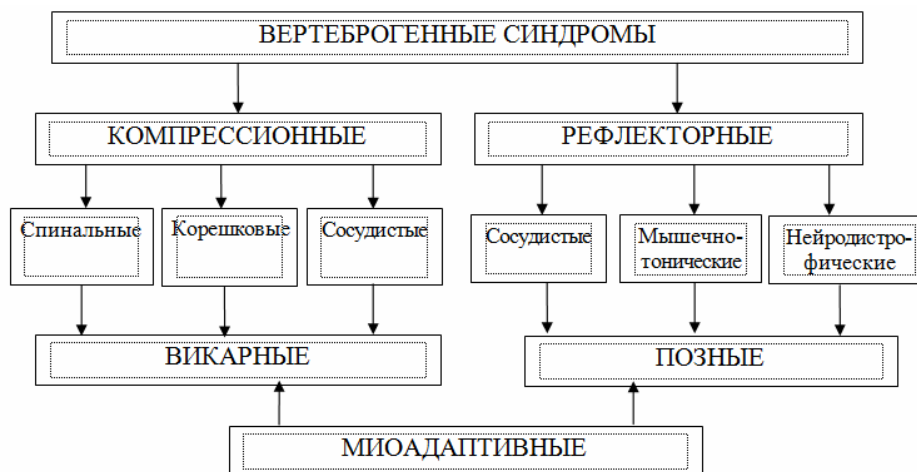 ВЕРТЕБРОГЕННЫЕ СИНДРОМЫ
КОМПРЕССИОННЫЕ
РЕФЛЕКТОРНЫЕ
Спинальные
Корешковые
Сосудистые
Сосудистые
Мышечно-
тонические
Нейродистро-
фические
ВИКАРНЫЕ
ПОЗНЫЕ
МИОАДАПТИВНЫЕ